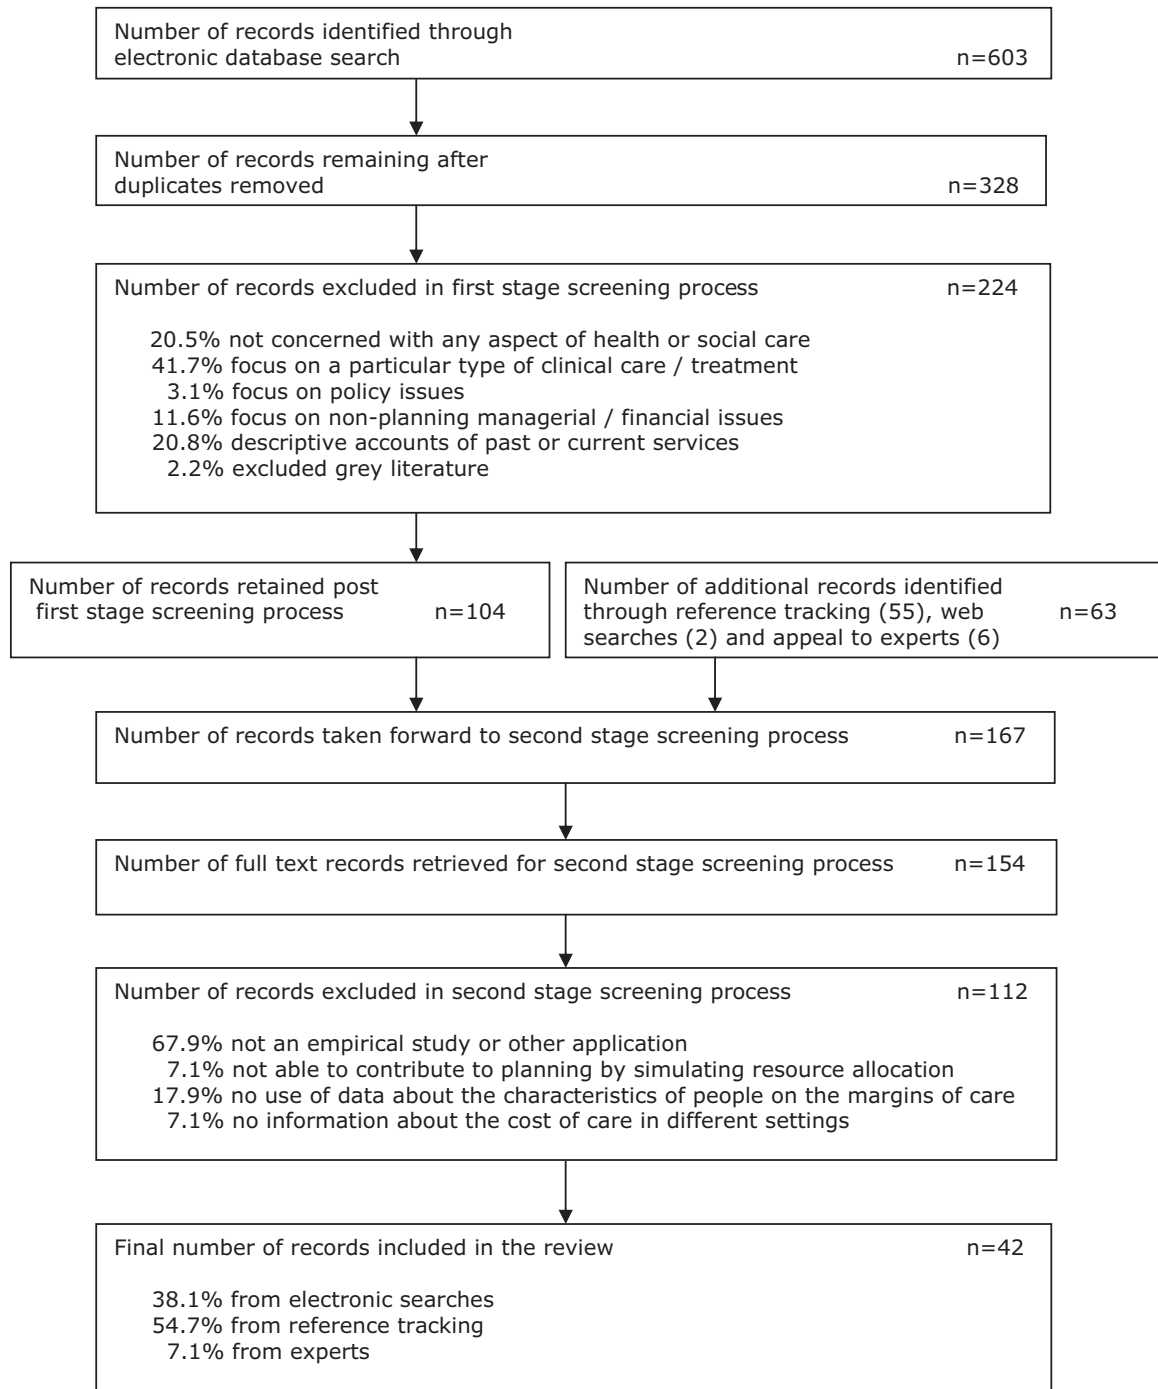 Number of records identified through
electronic database search n=603
Number of records remaining after
duplicates removed n=328
Number of records excluded in first stage screening process n=224
20.5% not concerned with any aspect of health or social care
41.7% focus on a particular type of clinical care / treatment
3.1% focus on policy issues
11.6% focus on non-planning managerial / financial issues
20.8% descriptive accounts of past or current services
2.2% excluded grey literature
Number of records retained post
first stage screening process n=104
Number of additional records identified
through reference tracking (55), web n=63
searches (2) and appeal to experts (6)
Number of records taken forward to second stage screening process n=167
Number of full text records retrieved for second stage screening process n=154
Number of records excluded in second stage screening process n=112
67.9% not an empirical study or other application
7.1% not able to contribute to planning by simulating resource allocation
17.9% no use of data about the characteristics of people on the margins of care
7.1% no information about the cost of care in different settings
Final number of records included in the review n=42
38.1% from electronic searches
54.7% from reference tracking
7.1% from experts